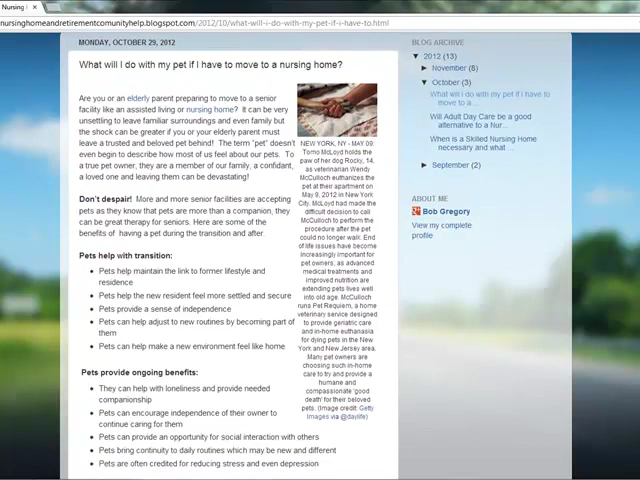 Nursing
nursinghomeandretirementcomunityhelp.blogspot.com/2012/10/what-will-i-do-with-my-pet-if-i-have-to.html
MONDAY, OCTOBER 29, 2012
What will I do with my pet if I have to move to a nursing home?
Are you or an elderly parent preparing to move to a senior
facility like an assisted living or nursing home? It can be very
unsettling to leave familiar surroundings and even family but
the shock can be greater if you or your elderly parent must
leave a trusted and beloved pet behind! The term "pet" doesn't
even begin to describe how most of us feel about our pets. To
a true pet owner, they are a member of our family, a confidant,
a loved one and leaving them can be devastating!
Don't despair! More and more senior facilities are accepting
pets as they know that pets are more than a companion, they
can be great therapy for seniors. Here are some of the
benefits of having a pet during the transition and after.
Pets help with transition:
Pets help maintain the link to former lifestyle and
residence
Pets help the new resident feel more settled and secure
Pets provide a sense of independence
Pets can help adjust to new routines by becoming part of
them
Pets can help make a new environment feel like home
Pets provide ongoing benefits:
They can help with loneliness and provide needed
companionship
Pets can encourage independence of their owner to
continue caring for them
Pets can provide an opportunity for social interaction with others
Pets bring continuity to daily routines which may be new and different
Pets are often credited for reducing stress and even depression
NEW YORK, NY - MAY 09:
Tomo McLoyd holds the
paw of her dog Rocky, 14,
as veterinarian Wendy
McCulloch euthanizes the
pet at their apartment on
May 9, 2012 in New York
City. McLoyd had made the
difficult decision to call
McCulloch to perform the
procedure after the pet
could no longer walk. End
of life issues have become
increasingly important for
pet owners, as advanced
medical treatments and
improved nutrition are
extending pets lives well
into old age. McCulloch
runs Pet Requiem, a home
veterinary service designed
to provide geriatric care
and in-home euthanasia
for dying pets in the New
York and New Jersey area.
Many pet owners are
choosing such in-home
care to try and provide a
humane and
compassionate 'good
death' for their beloved
pets. (Image credit: Getty
Images via @daylife)
BLOG ARCHIVE
▼ 2012 (13)
► November (8)
▼ October (3)
What will i do with my pet if i have to
move to a...
Will Adult Day Care be a good
alternative to a Nur...
When is a Skilled Nursing Home
necessary and what ...
► September (2)
ABOUT ME
Bob Gregory
View my complete
profile